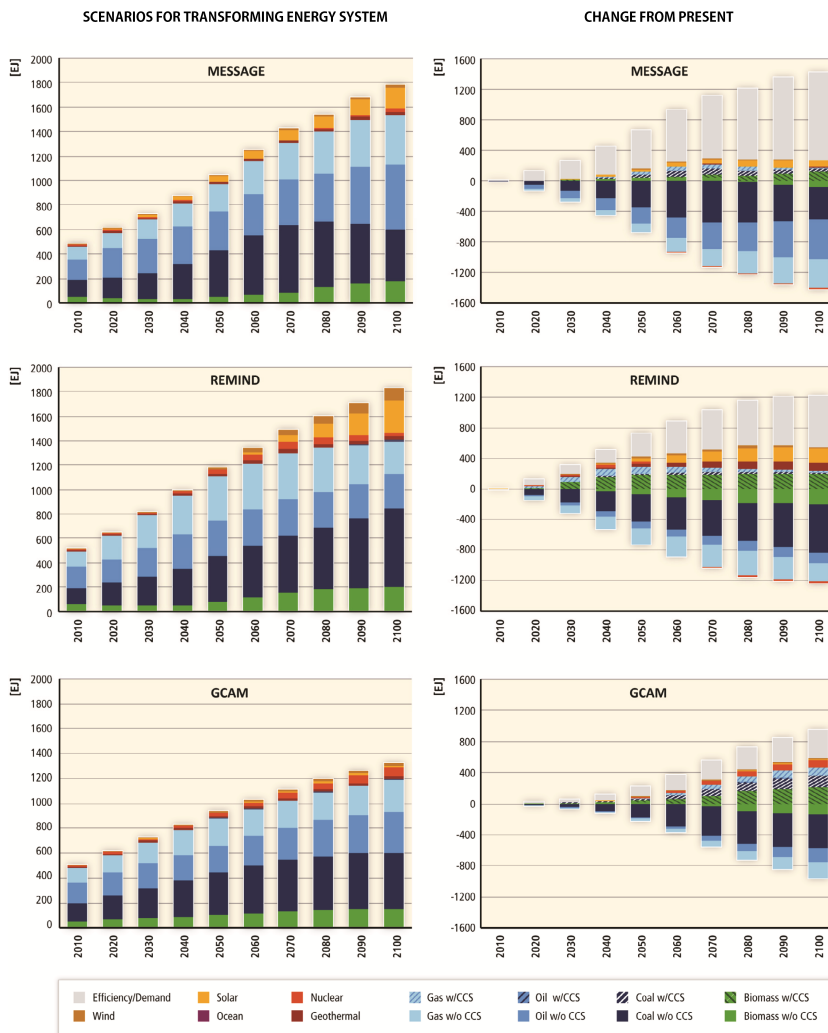 SCENARIOS FOR TRANSFORMING ENERGY SYSTEM
CHANGE FROM PRESENT
[EJ]
MESSAGE
2000
1800
1600
1400
1200
1000
800
600
400
200
0
2010 2020 2030 2040 2050 2060 2070 2080 2090 2100
[EJ]
MESSAGE
1600
1200
800
400
0
-400
-800
-1200
-1600
2010 2020 2030 2040 2050 2060 2070 2080 2090 2100
[EJ]
REMIND
2000
1800
1600
1400
1200
1000
800
600
400
200
0
2010 2020 2030 2040 2050 2060 2070 2080 2090 2100
[EJ]
REMIND
1600
1200
800
400
0
-400
-800
-1200
-1600
2010 2020 2030 2040 2050 2060 2070 2080 2090 2100
[EJ]
GCAM
2000
1800
1600
1400
1200
1000
800
600
400
200
0
2010 2020 2030 2040 2050 2060 2070 2080 2090 2100
[EJ]
GCAM
1600
1200
800
400
0
-400
-800
-1200
-1600
2010 2020 2030 2040 2050 2060 2070 2080 2090 2100
Efficiency/Demand Solar Nuclear Gas w/CCS Oil w/CCS Coal w/CCS Biomass w/CCS
Wind Ocean Geothermal Gas w/o CCS Oil w/o CCS Coal w/o CCS Biomass w/o CCS